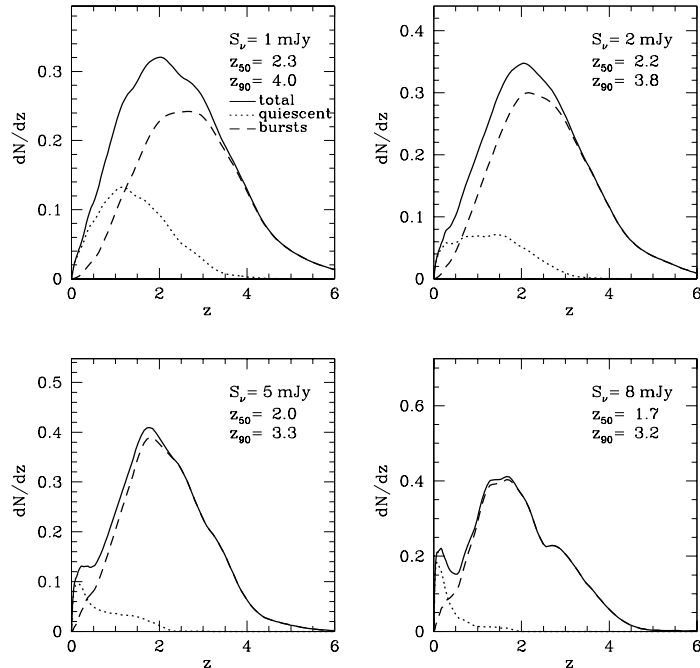 S_ν= 1 mJy
z_50= 2.3
z_90= 4.0
total
quiescent
bursts
dN/dz
0.3
0.2
0.1
0
0 2 4 6
z
S_ν= 2 mJy
z_50= 2.2
z_90= 3.8
dN/dz
0.4
0.3
0.2
0.1
0
0 2 4 6
z
S_ν= 5 mJy
z_50= 2.0
z_90= 3.3
dN/dz
0.5
0.4
0.3
0.2
0.1
0
0 2 4 6
z
S_ν= 8 mJy
z_50= 1.7
z_90= 3.2
dN/dz
0.6
0.4
0.2
0
0 2 4 6
z